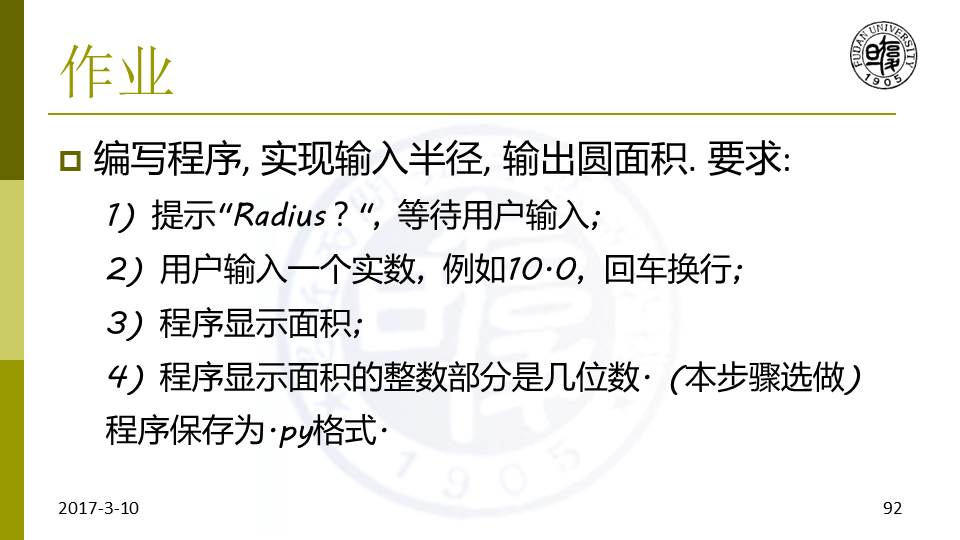 作业
FUDAN UNIVERSITY
1905
编写程序, 实现输入半径, 输出圆面积. 要求:
1) 提示“Radius？“, 等待用户输入;
2) 用户输入一个实数, 例如10.0, 回车换行;
3) 程序显示面积;
4) 程序显示面积的整数部分是几位数. (本步骤选做)
程序保存为.py格式.
1905
2017-3-10
92